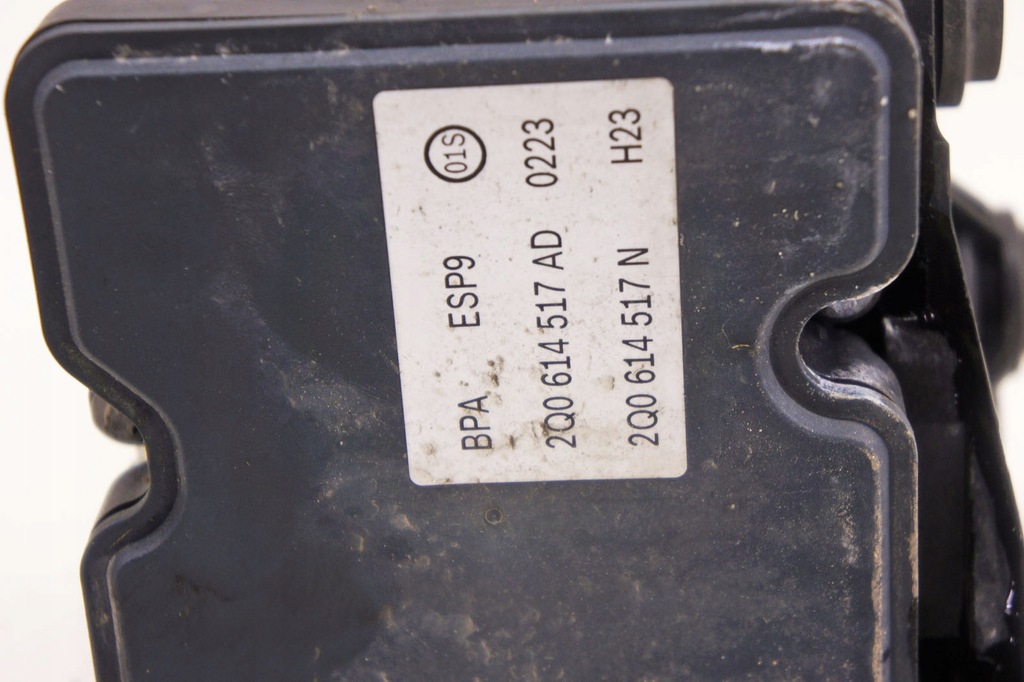 BPA ESP9 01S
2Q0 614 517 AD 0223
2Q0 614 517 N H23